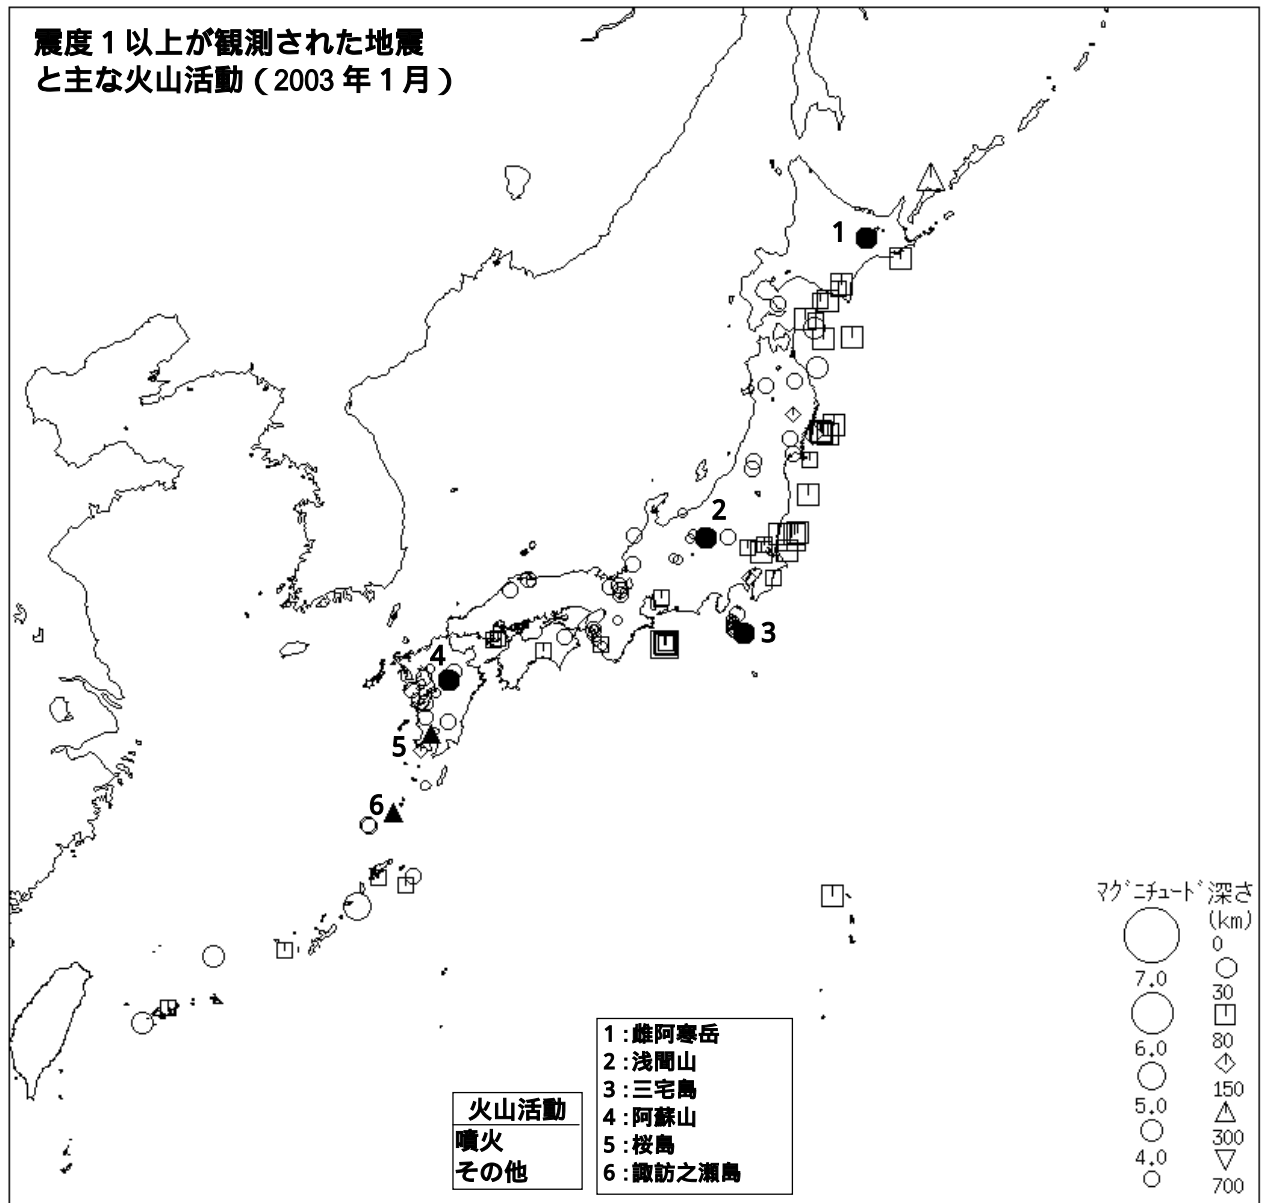 震度１以上が観測された地震
と主な火山活動（2003 年１月）
1
2
3
4
5
6
ﾏｸﾞﾆﾁｭｰﾄﾞ 深さ
(km)
0
7.0
30
6.0
80
5.0
150
4.0
300
700
火山活動
噴火
その他
1 :雌阿寒岳
2 :浅間山
3 :三宅島
4 :阿蘇山
5 :桜島
6 :諏訪之瀬島